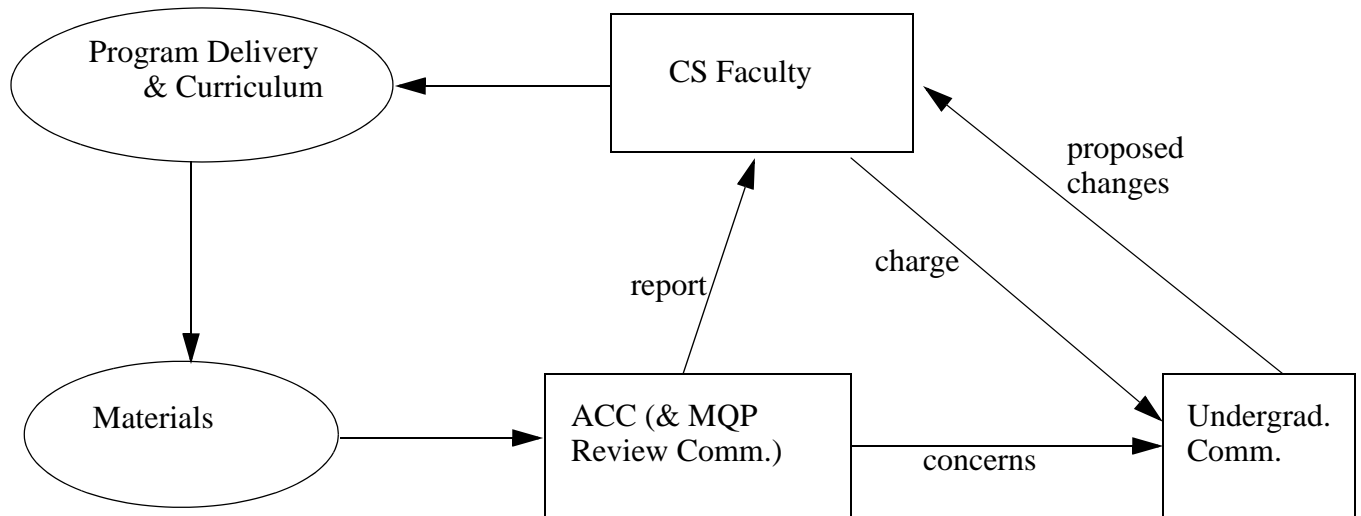 Program Delivery
& Curriculum
CS Faculty
proposed
changes
charge
report
Materials
ACC (& MQP
Review Comm.)
concerns
Undergrad.
Comm.